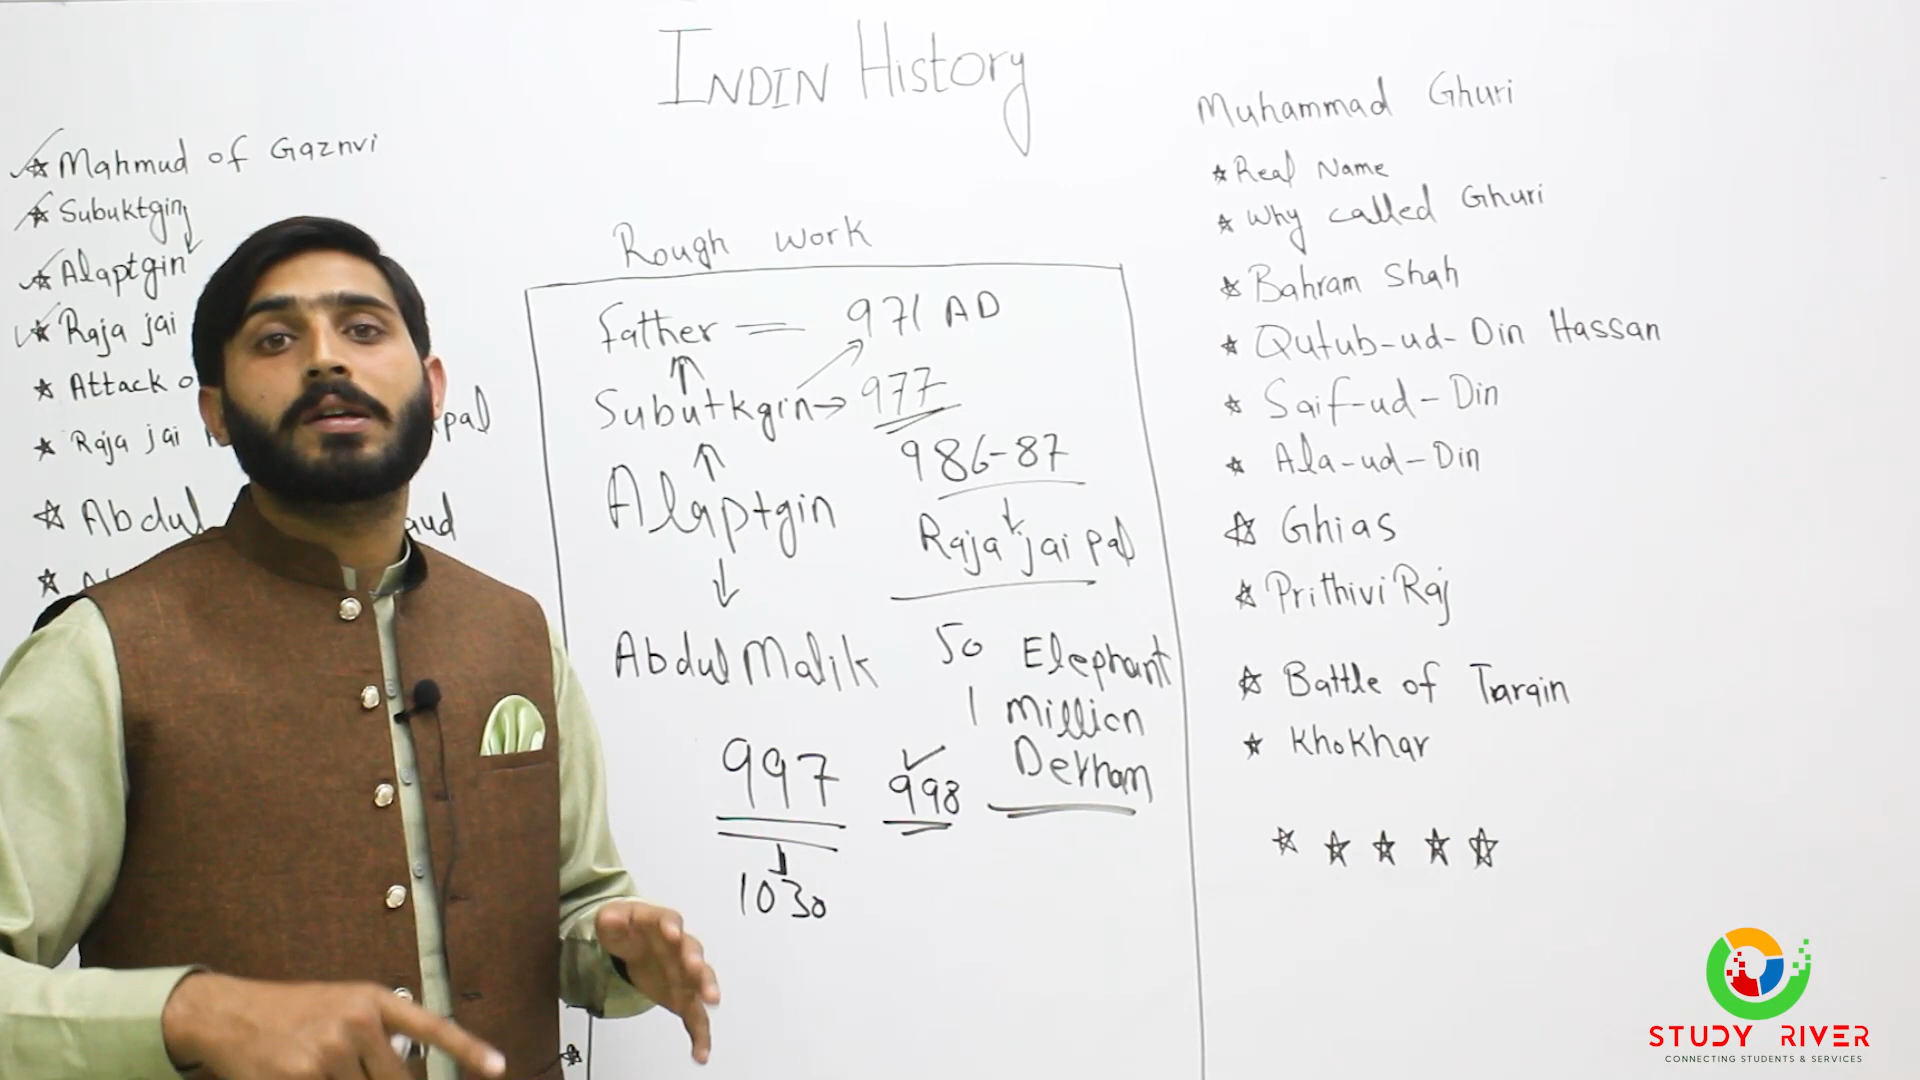 INDIN History
★ Mahmud of Gaznvi
★ Subuktgin
★ Alaptgin
★ Raja jai
★ Attack o
★ Raja jai pal
★ Abdul aud
★
Rough work
father = 971 AD
Subutkgin → 977
986-87
Alaptgin
Raja jai pal
Abdul Malik
50 Elephant
1 Million
Derham
997
998
1030
Muhammad Ghuri
★ Real Name
★ Why called Ghuri
★ Bahram Shah
★ Qutub-ud-Din Hassan
★ Saif-ud-Din
★ Ala-ud-Din
★ Ghias
★ Prithivi Raj
★ Battle of Tarain
★ Khokhar
★ ★ ★ ★ ★
STUDY RIVER
CONNECTING STUDENTS & SERVICES